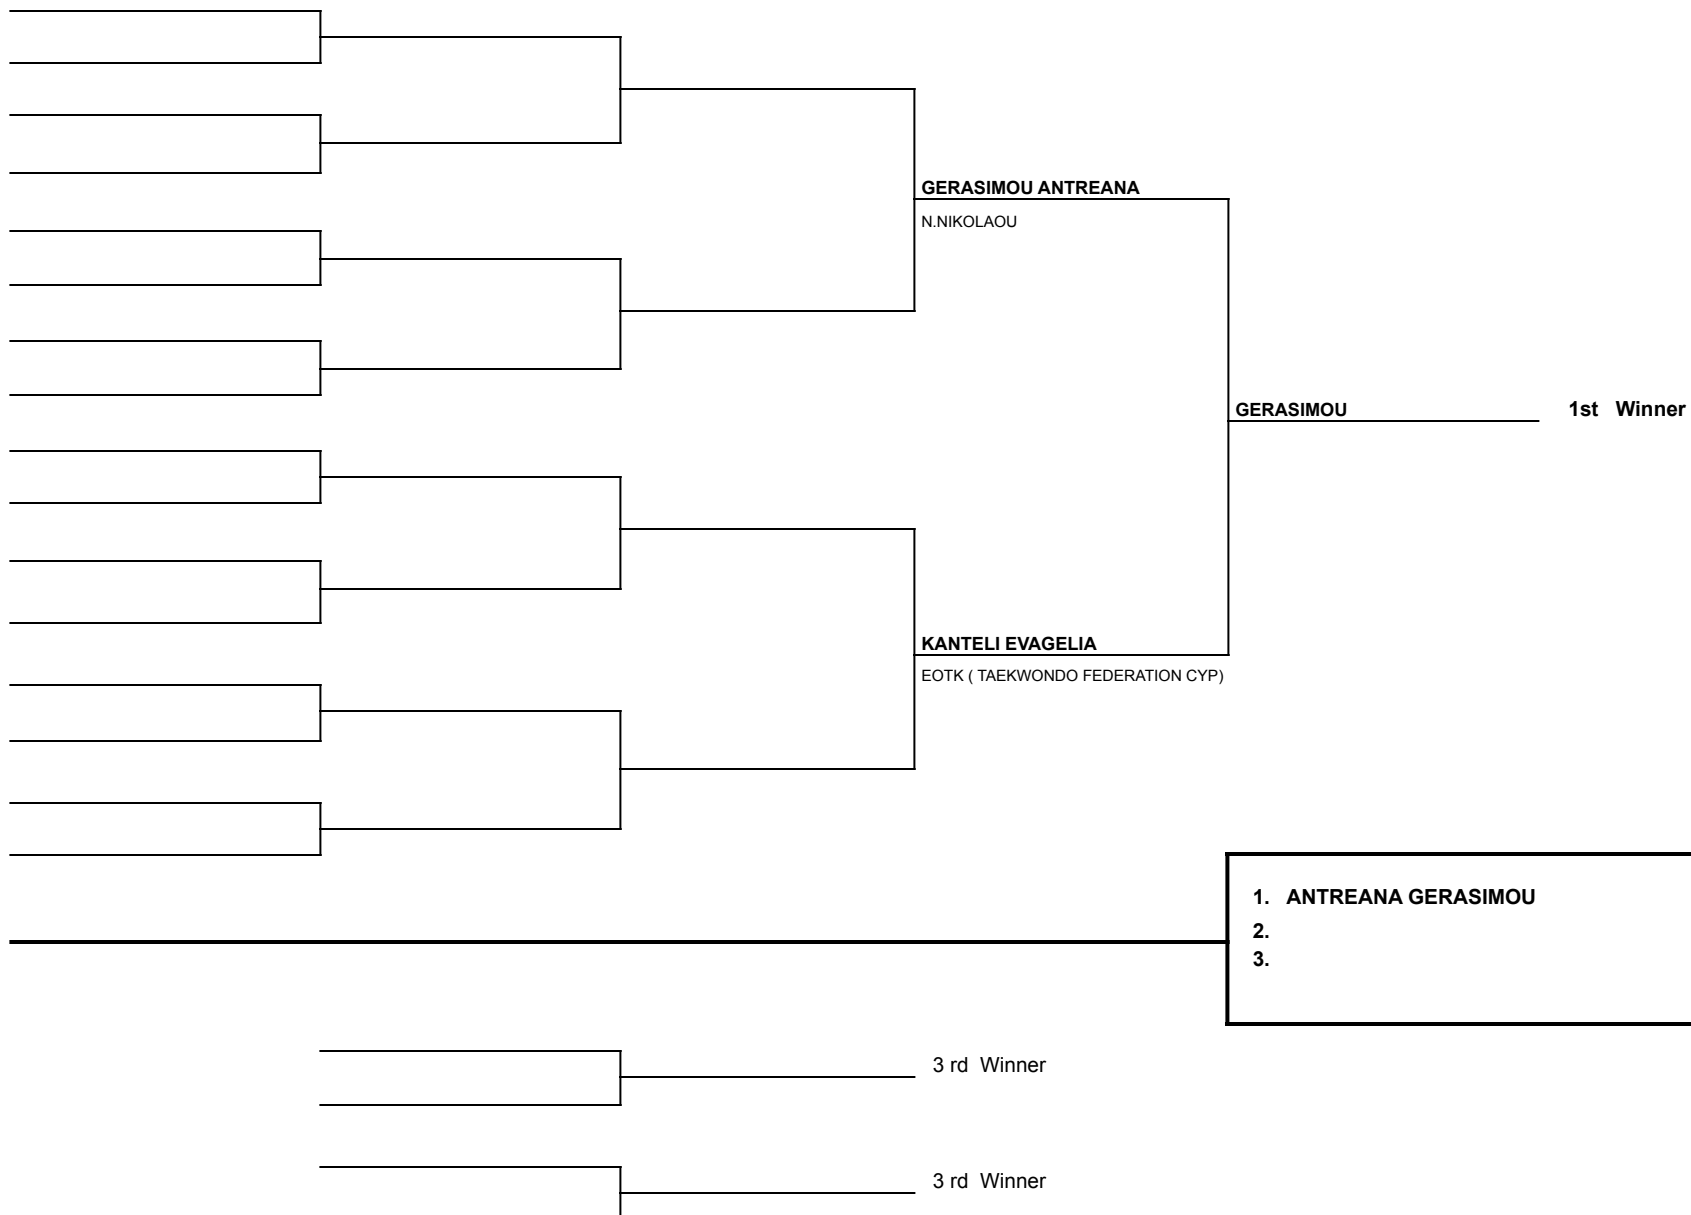 GERASIMOU ANTREANA
N.NIKOLAOU
GERASIMOU
1st Winner
KANTELI EVAGELIA
EOTK ( TAEKWONDO FEDERATION CYP)
1. ANTREANA GERASIMOU
2.
3.
3 rd Winner
3 rd Winner